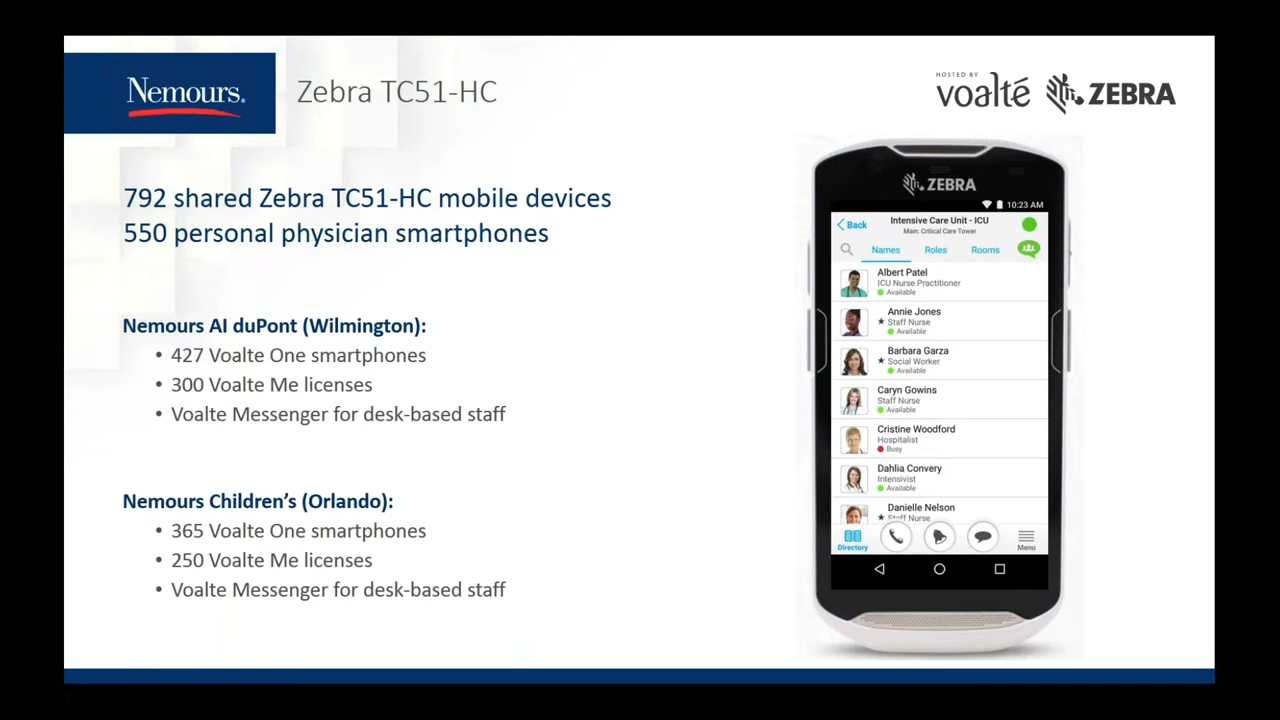 Nemours.
Zebra TC51-HC
HOSTED BY
voalté
ZEBRA
792 shared Zebra TC51-HC mobile devices
550 personal physician smartphones
Nemours AI duPont (Wilmington):
• 427 Voalte One smartphones
• 300 Voalte Me licenses
• Voalte Messenger for desk-based staff
Nemours Children's (Orlando):
• 365 Voalte One smartphones
• 250 Voalte Me licenses
• Voalte Messenger for desk-based staff
ZEBRA
10:23 AM
Back
Intensive Care Unit - ICU
Main: Critical Care Tower
Names Roles Rooms
Albert Patel
ICU Nurse Practitioner
Available
Annie Jones
★ Staff Nurse
Available
Barbara Garza
★ Social Worker
Available
Caryn Gowins
Staff Nurse
Available
Cristine Woodford
Hospitalist
Busy
Dahlia Convery
Intensivist
Available
Danielle Nelson
★ Staff Nurse
Directory Menu